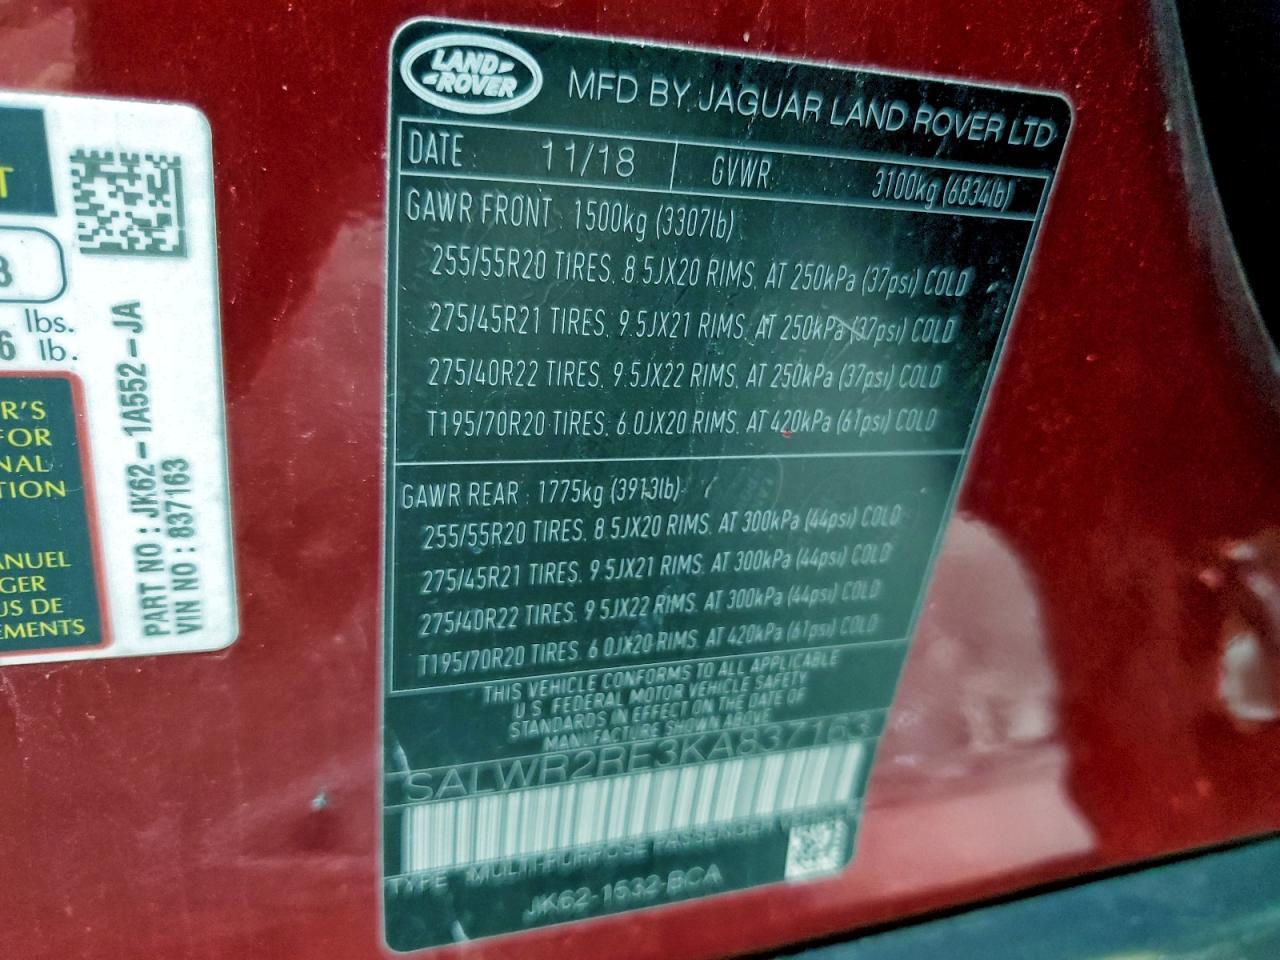 T
8
lbs.
6 lb.
R'S
FOR
NAL
TION
ANUEL
GER
US DE
EMENTS
PART NO : JK62-1A552-JA
VIN NO : 837163
LAND ROVER
MFD BY JAGUAR LAND ROVER LTD
DATE : 11/18 GVWR 3100kg (6834lb)
GAWR FRONT : 1500kg (3307lb)
255/55R20 TIRES, 8.5JX20 RIMS, AT 250kPa (37psi) COLD
275/45R21 TIRES, 9.5JX21 RIMS, AT 250kPa (37psi) COLD
275/40R22 TIRES, 9.5JX22 RIMS, AT 250kPa (37psi) COLD
T195/70R20 TIRES, 6.0JX20 RIMS, AT 420kPa (61psi) COLD
GAWR REAR : 1775kg (3913lb)
255/55R20 TIRES, 8.5JX20 RIMS, AT 300kPa (44psi) COLD
275/45R21 TIRES, 9.5JX21 RIMS, AT 300kPa (44psi) COLD
275/40R22 TIRES, 9.5JX22 RIMS, AT 300kPa (44psi) COLD
T195/70R20 TIRES, 6.0JX20 RIMS, AT 420kPa (61psi) COLD
THIS VEHICLE CONFORMS TO ALL APPLICABLE
U.S. FEDERAL MOTOR VEHICLE SAFETY
STANDARDS IN EFFECT ON THE DATE OF
MANUFACTURE SHOWN ABOVE
SALWR2RE3KA837163
TYPE MULTI-PURPOSE PASSENGER VEHICLE
JK62-1532-BCA